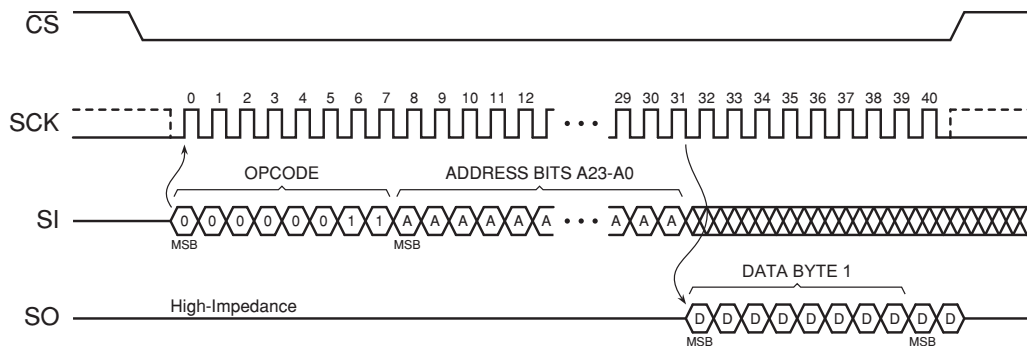 CS
0 1 2 3 4 5 6 7 8 9 10 11 12 29 30 31 32 33 34 35 36 37 38 39 40
SCK
OPCODE ADDRESS BITS A23-A0
SI 0 0 0 0 0 0 1 1 A A A A A A A A A
MSB MSB
DATA BYTE 1
High-Impedance
SO D D D D D D D D D D
MSB MSB